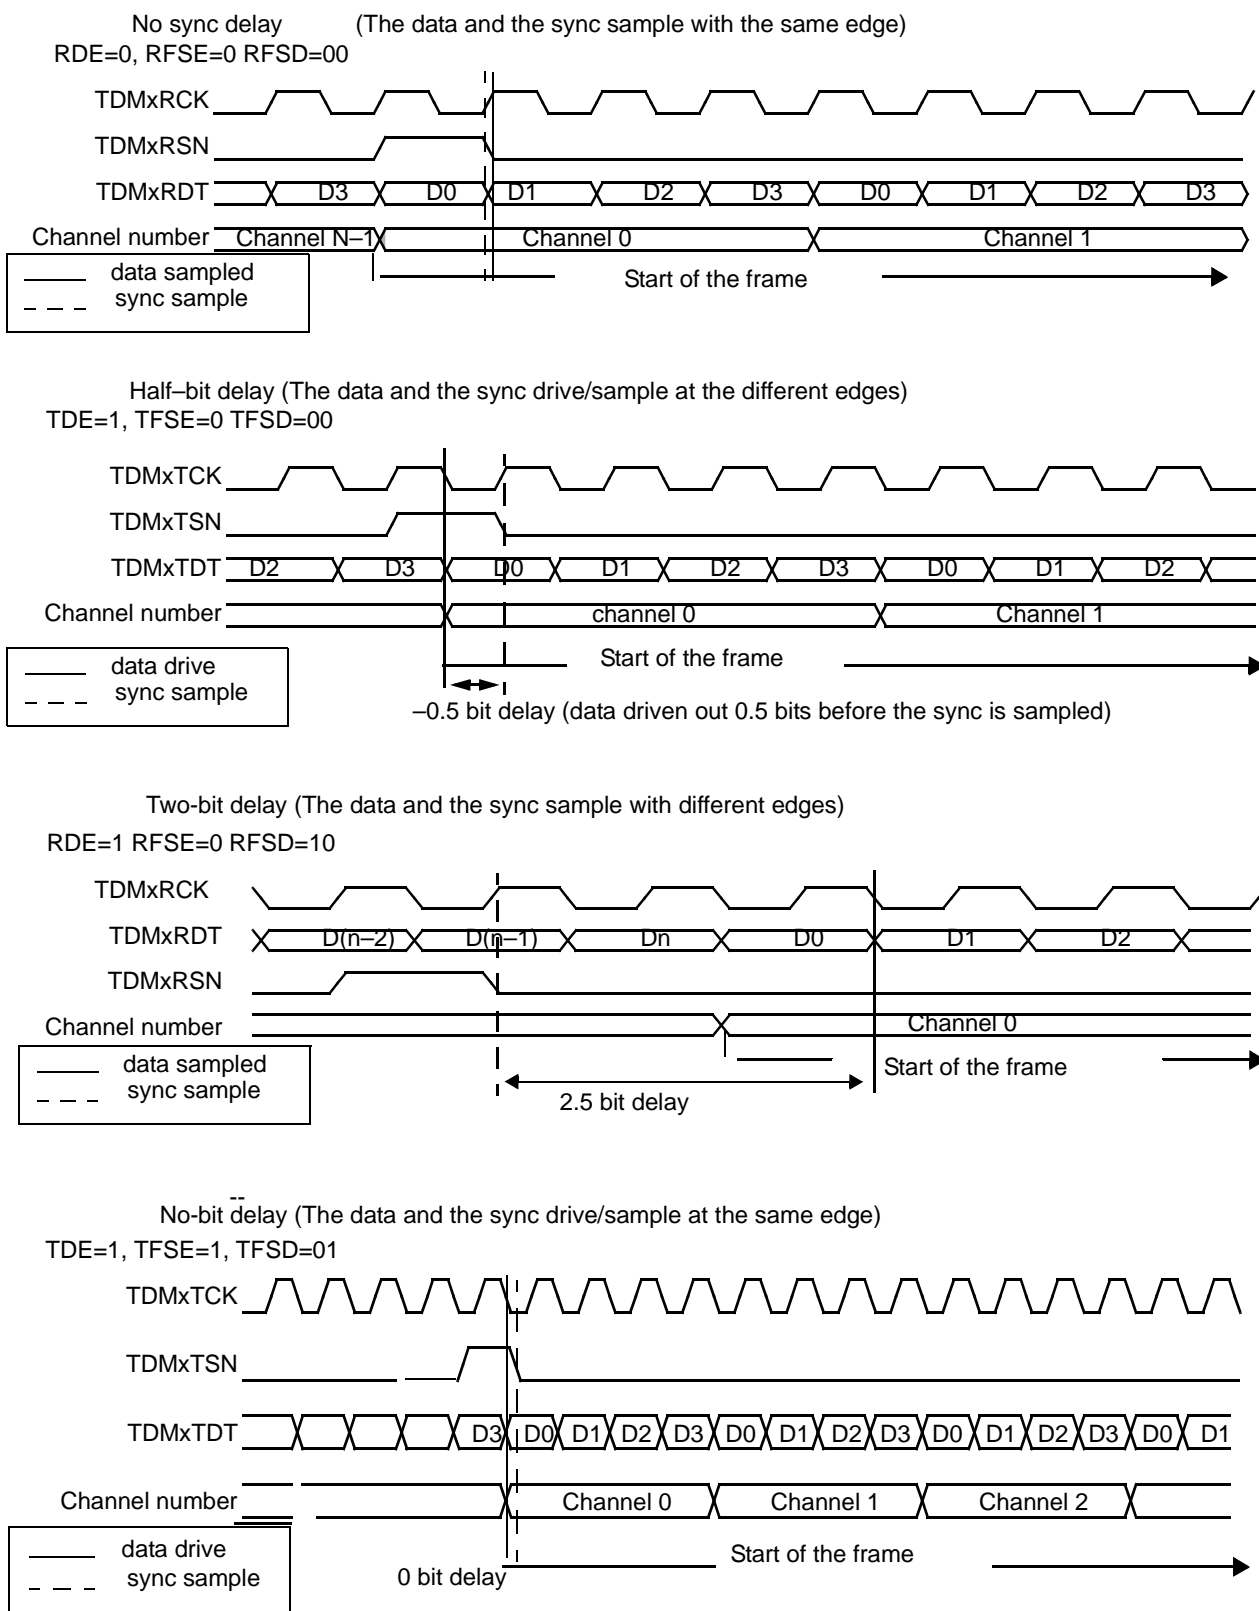 No sync delay (The data and the sync sample with the same edge)
RDE=0, RFSE=0 RFSD=00
TDMxRCK
TDMxRSN
TDMxRDT D3 D0 D1 D2 D3 D0 D1 D2 D3
Channel number Channel N–1 Channel 0 Channel 1
data sampled
Start of the frame
sync sample
Half–bit delay (The data and the sync drive/sample at the different edges)
TDE=1, TFSE=0 TFSD=00
TDMxTCK
TDMxTSN
TDMxTDT D2 D3 D0 D1 D2 D3 D0 D1 D2
Channel number channel 0 Channel 1
data drive Start of the frame
sync sample
–0.5 bit delay (data driven out 0.5 bits before the sync is sampled)
Two-bit delay (The data and the sync sample with different edges)
RDE=1 RFSE=0 RFSD=10
TDMxRCK
TDMxRDT D(n–2) D(n–1) Dn D0 D1 D2
TDMxRSN
Channel number Channel 0
data sampled Start of the frame
sync sample
2.5 bit delay
--
No-bit delay (The data and the sync drive/sample at the same edge)
TDE=1, TFSE=1, TFSD=01
TDMxTCK
TDMxTSN
TDMxTDT D3 D0 D1 D2 D3 D0 D1 D2 D3 D0 D1 D2 D3 D0 D1
Channel number Channel 0 Channel 1 Channel 2
data drive Start of the frame
sync sample 0 bit delay